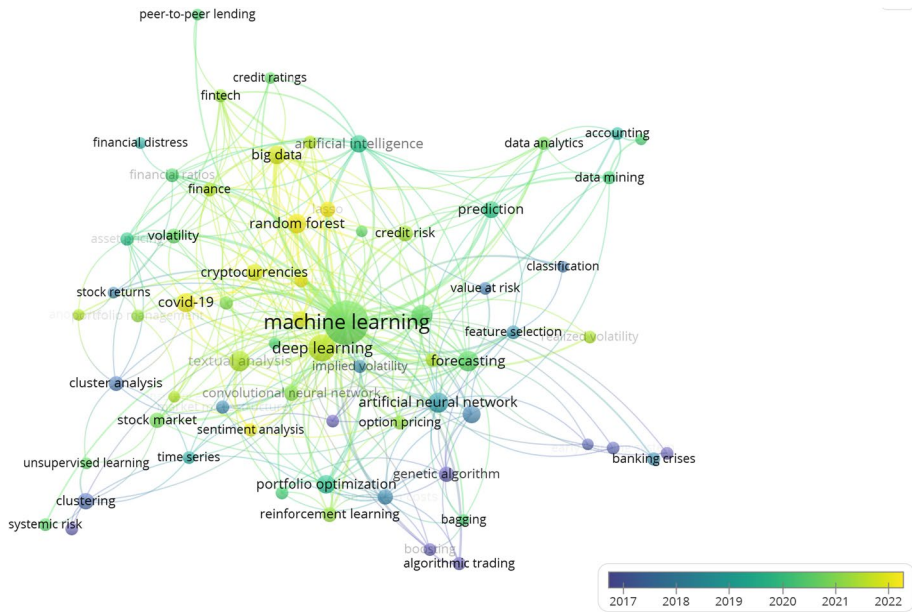 peer-to-peer lending
credit ratings
fintech
financial distress
artificial intelligence
data analytics
accounting
big data
financial ratios
data mining
finance
lasso
prediction
random forest
credit risk
asset pricing
volatility
classification
cryptocurrencies
stock returns
value at risk
covid-19
portfolio management
machine learning
feature selection
realized volatility
deep learning
textual analysis
implied volatility
forecasting
cluster analysis
convolutional neural network
artificial neural network
stock market
option pricing
sentiment analysis
unsupervised learning
time series
banking crises
genetic algorithm
portfolio optimization
clustering
reinforcement learning
bagging
systemic risk
boosting
algorithmic trading
2017 2018 2019 2020 2021 2022